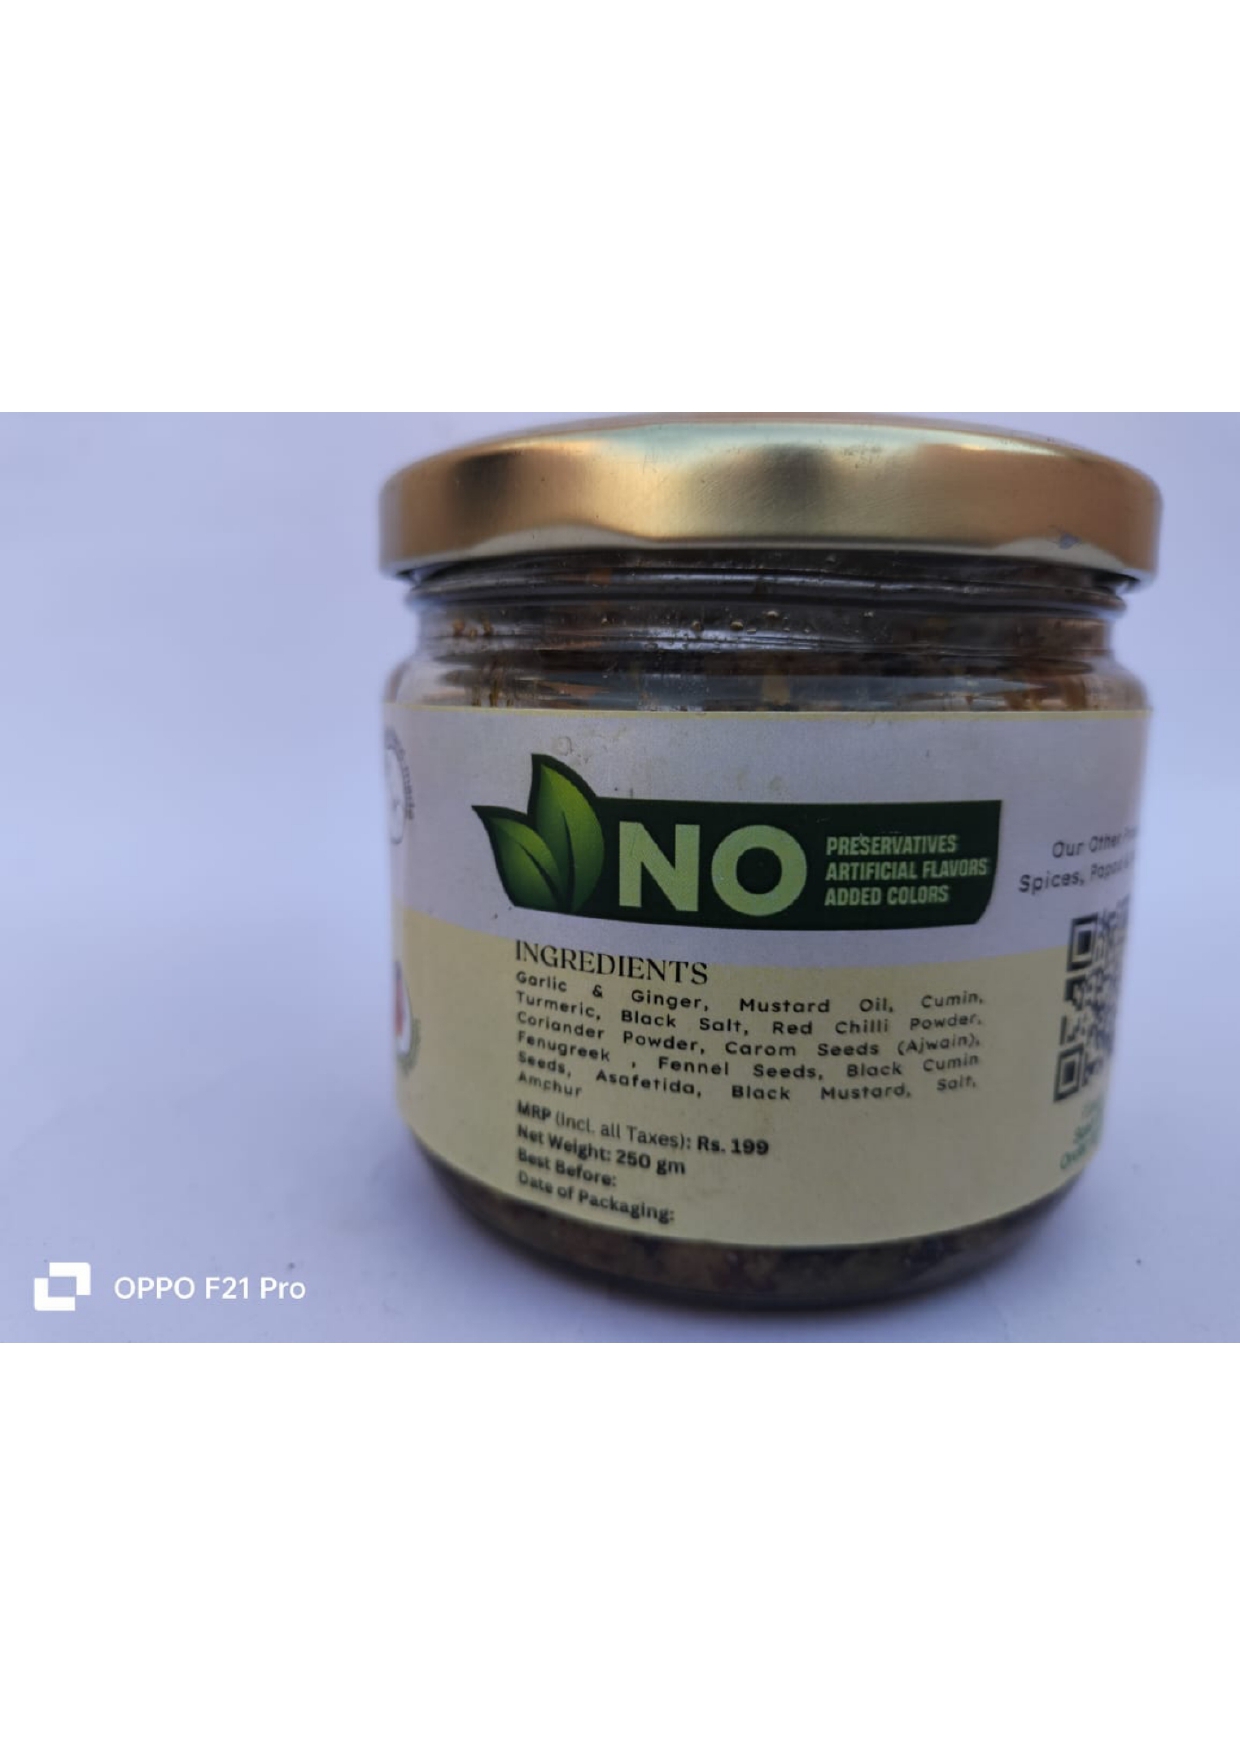 NO
PRESERVATIVES
ARTIFICIAL FLAVORS
ADDED COLORS
INGREDIENTS
Garlic & Ginger, Mustard Oil, Cumin,
Turmeric, Black Salt, Red Chilli Powder,
Coriander Powder, Carom Seeds (Ajwain),
Fenugreek , Fennel Seeds, Black Cumin
Seeds, Asafetida, Black Mustard, Salt,
Amchur
MRP (Incl. all Taxes): Rs. 199
Net Weight: 250 gm
Best Before:
Date of Packaging:
Our Other
Spices,
OPPO F21 Pro